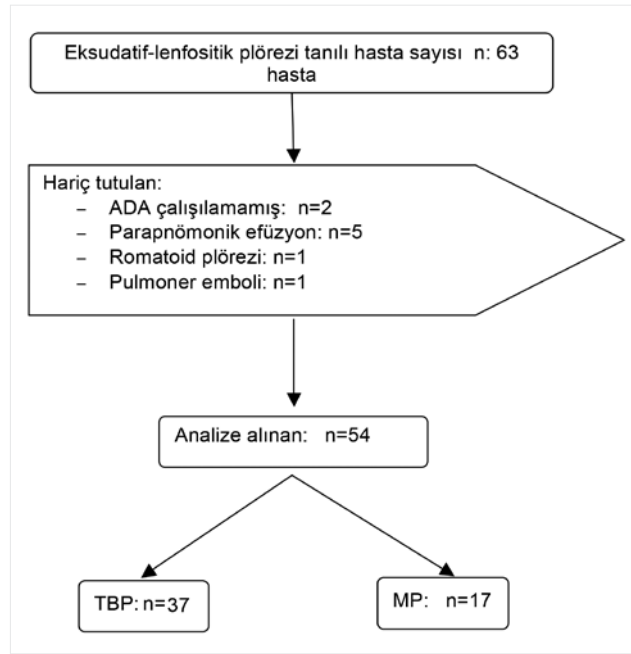 Eksudatif-lenfositik plörezi tanılı hasta sayısı n: 63
hasta
Hariç tutulan:
– ADA çalışılamamış: n=2
– Parapnömonik efüzyon: n=5
– Romatoid plörezi: n=1
– Pulmoner emboli: n=1
Analize alınan: n=54
TBP: n=37
MP: n=17